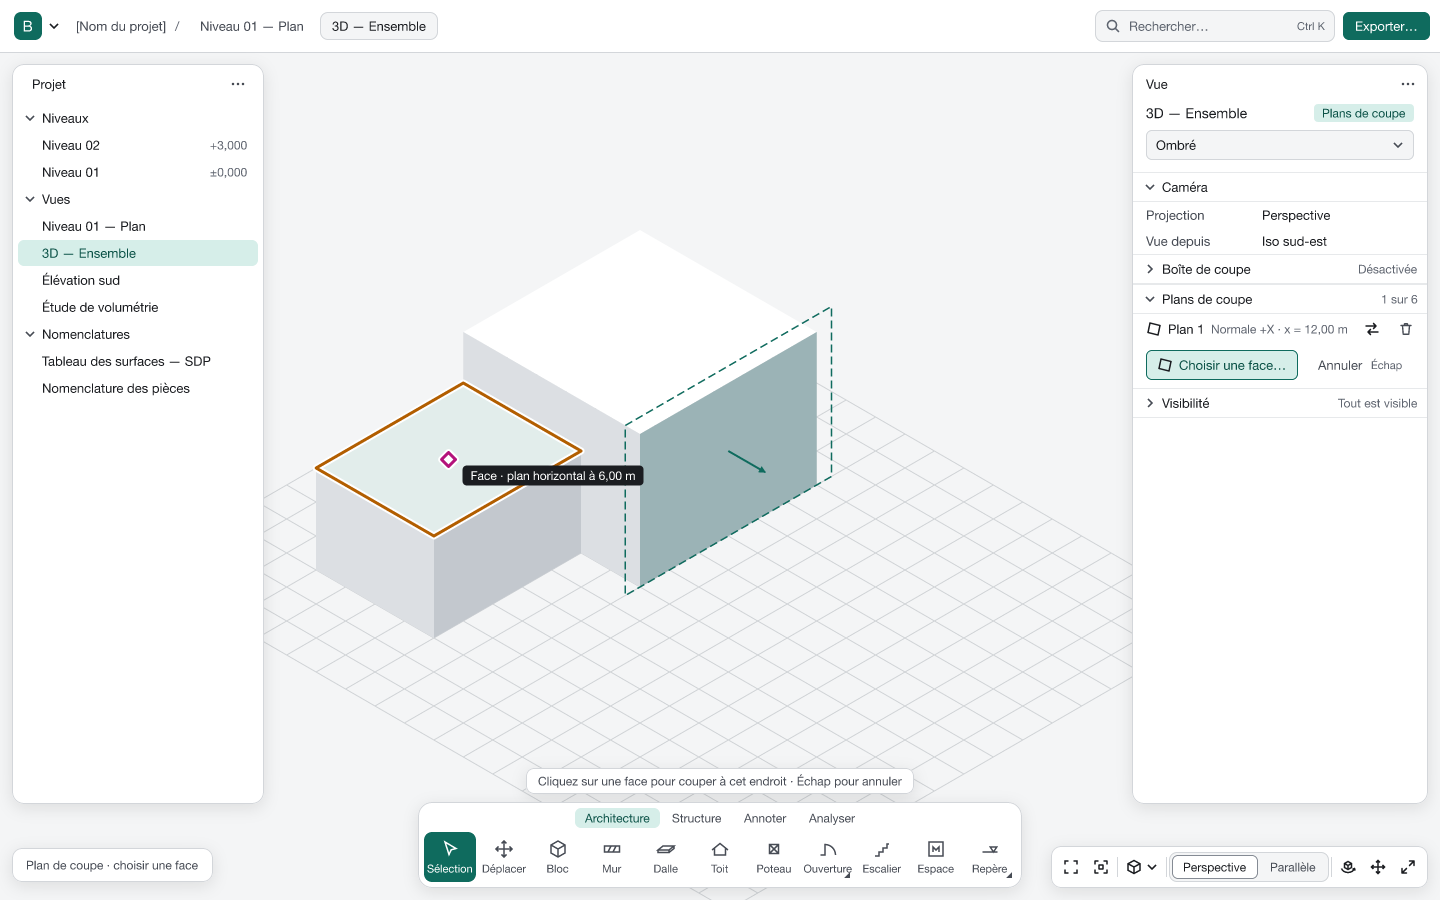 B
[Nom du projet] /
Niveau 01 — Plan
3D — Ensemble
Rechercher…
Ctrl K
Exporter…
Projet
Niveaux
Niveau 02 +3,000
Niveau 01 ±0,000
Vues
Niveau 01 — Plan
3D — Ensemble
Élévation sud
Étude de volumétrie
Nomenclatures
Tableau des surfaces — SDP
Nomenclature des pièces
Face · plan horizontal à 6,00 m
Vue
3D — Ensemble Plans de coupe
Ombré
Caméra
Projection Perspective
Vue depuis Iso sud-est
Boîte de coupe Désactivée
Plans de coupe 1 sur 6
Plan 1 Normale +X · x = 12,00 m
Choisir une face… Annuler Échap
Visibilité Tout est visible
Cliquez sur une face pour couper à cet endroit · Échap pour annuler
Architecture Structure Annoter Analyser
Sélection Déplacer Bloc Mur Dalle Toit Poteau Ouverture Escalier Espace Repère
Plan de coupe · choisir une face
Perspective Parallèle